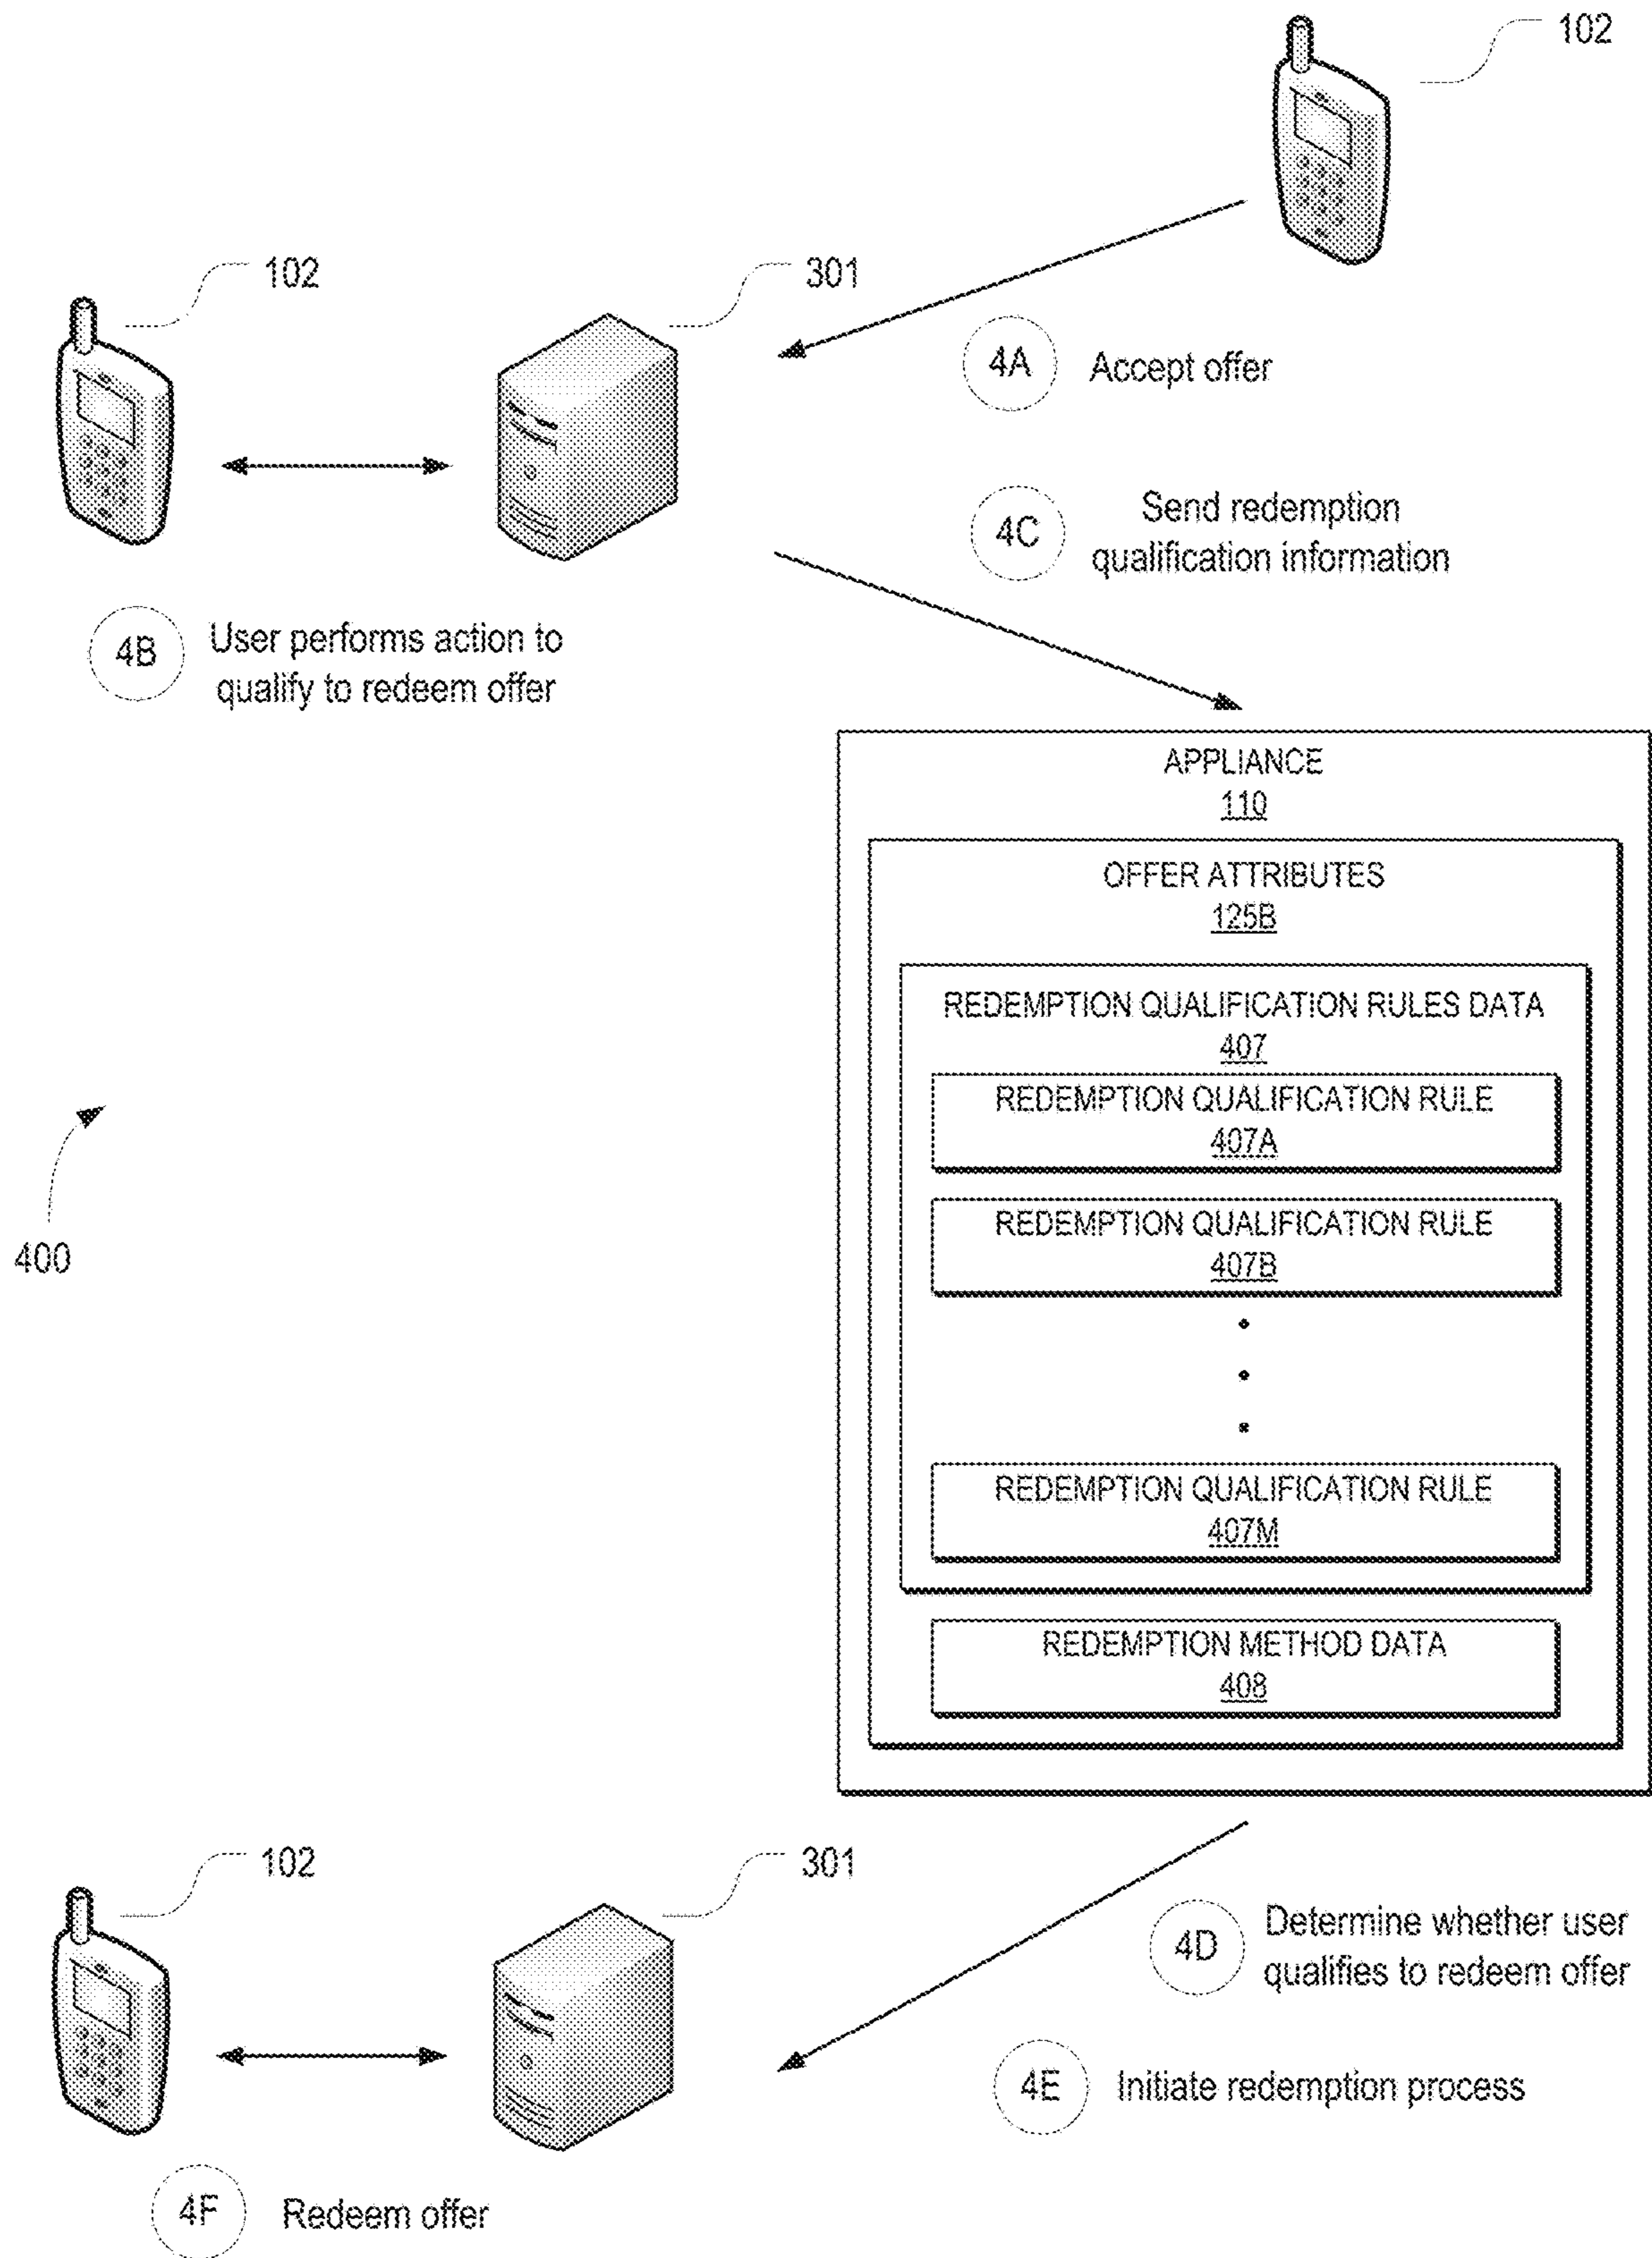 102
102
301
4A
Accept offer
4C
Send redemption
qualification information
4B
User performs action to
qualify to redeem offer
APPLIANCE
110
OFFER ATTRIBUTES
125B
REDEMPTION QUALIFICATION RULES DATA
407
REDEMPTION QUALIFICATION RULE
407A
REDEMPTION QUALIFICATION RULE
407B
400
REDEMPTION QUALIFICATION RULE
407M
REDEMPTION METHOD DATA
408
102
301
4D
Determine whether user
qualifies to redeem offer
4E
Initiate redemption process
4F
Redeem offer